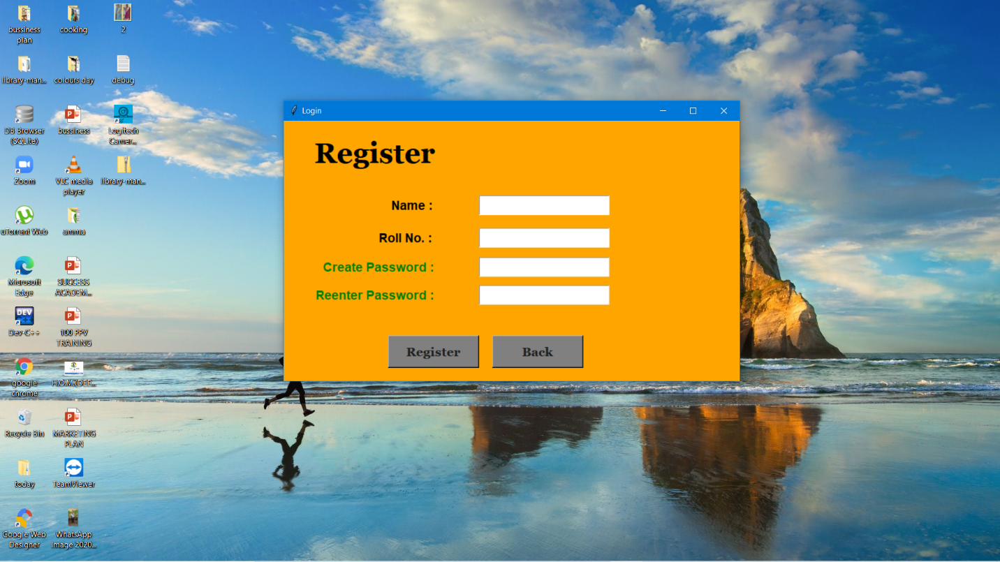 bussiness
plan
cooking
2
library-man...
colours day
debug
DB Browser
(SQLite)
bussiness
Logitech
Camer...
Zoom
VLC media
player
library-man...
uTorrent Web
amma
Microsoft
Edge
SUCCESS
ACADEM...
DEV
Dev-C++
100 PPV
TRAINING
google
chrome
Recycle Bin
MARKETING
PLAN
today
TeamViewer
Google Web
Designer
WhatsApp
Image 2020...
Login
Register
Name :
Roll No. :
Create Password :
Reenter Password :
Register
Back